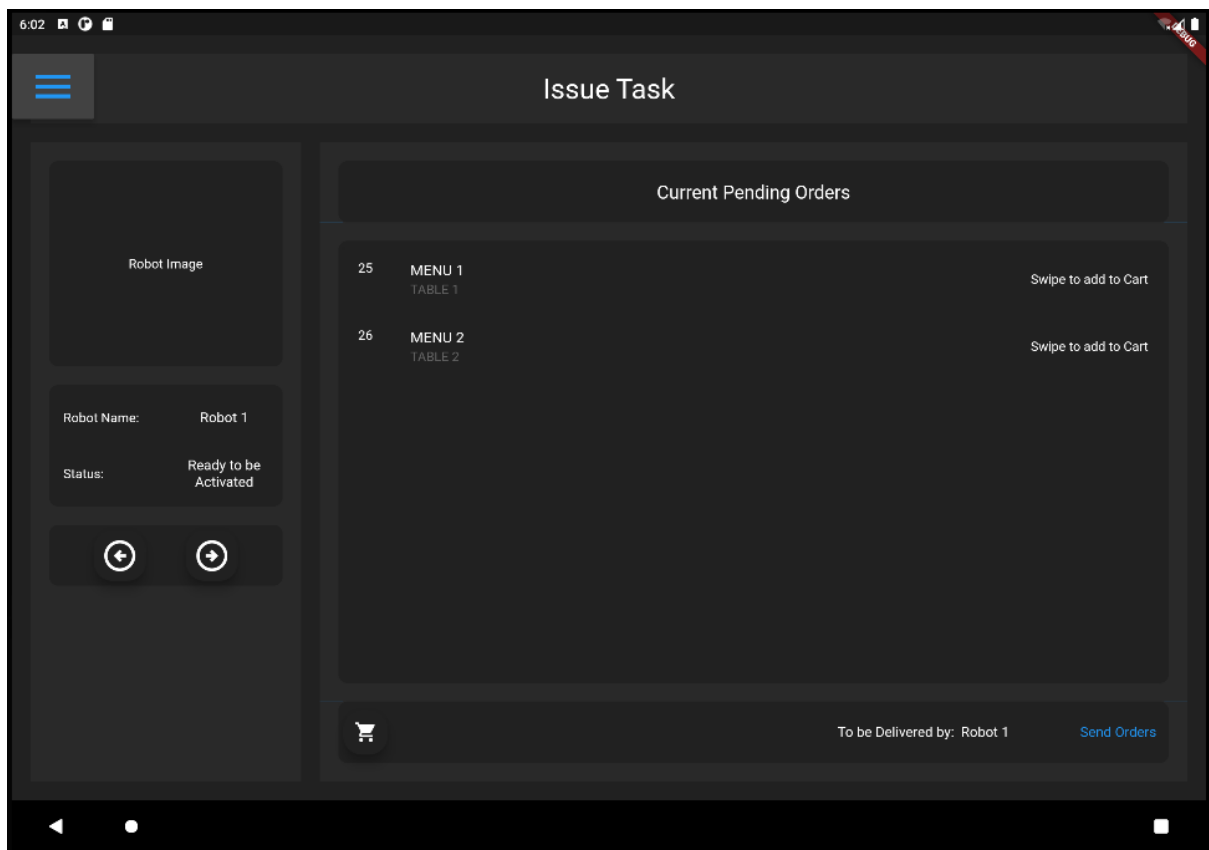 6:02
DEBUG
Issue Task
Robot Image
Robot Name: Robot 1
Status: Ready to be
Activated
Current Pending Orders
25 MENU 1 Swipe to add to Cart
TABLE 1
26 MENU 2 Swipe to add to Cart
TABLE 2
To be Delivered by: Robot 1 Send Orders